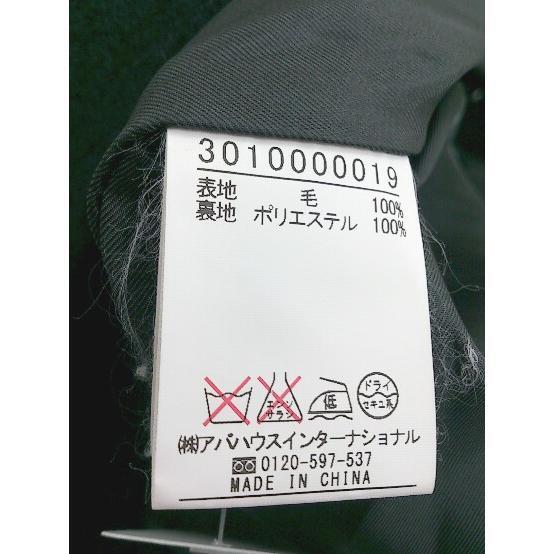 3010000019
表地 毛 100%
裏地 ポリエステル 100%
エンソ サラシ 低 ドライ セキユ系
㈱アバハウスインターナショナル
0120-597-537
MADE IN CHINA